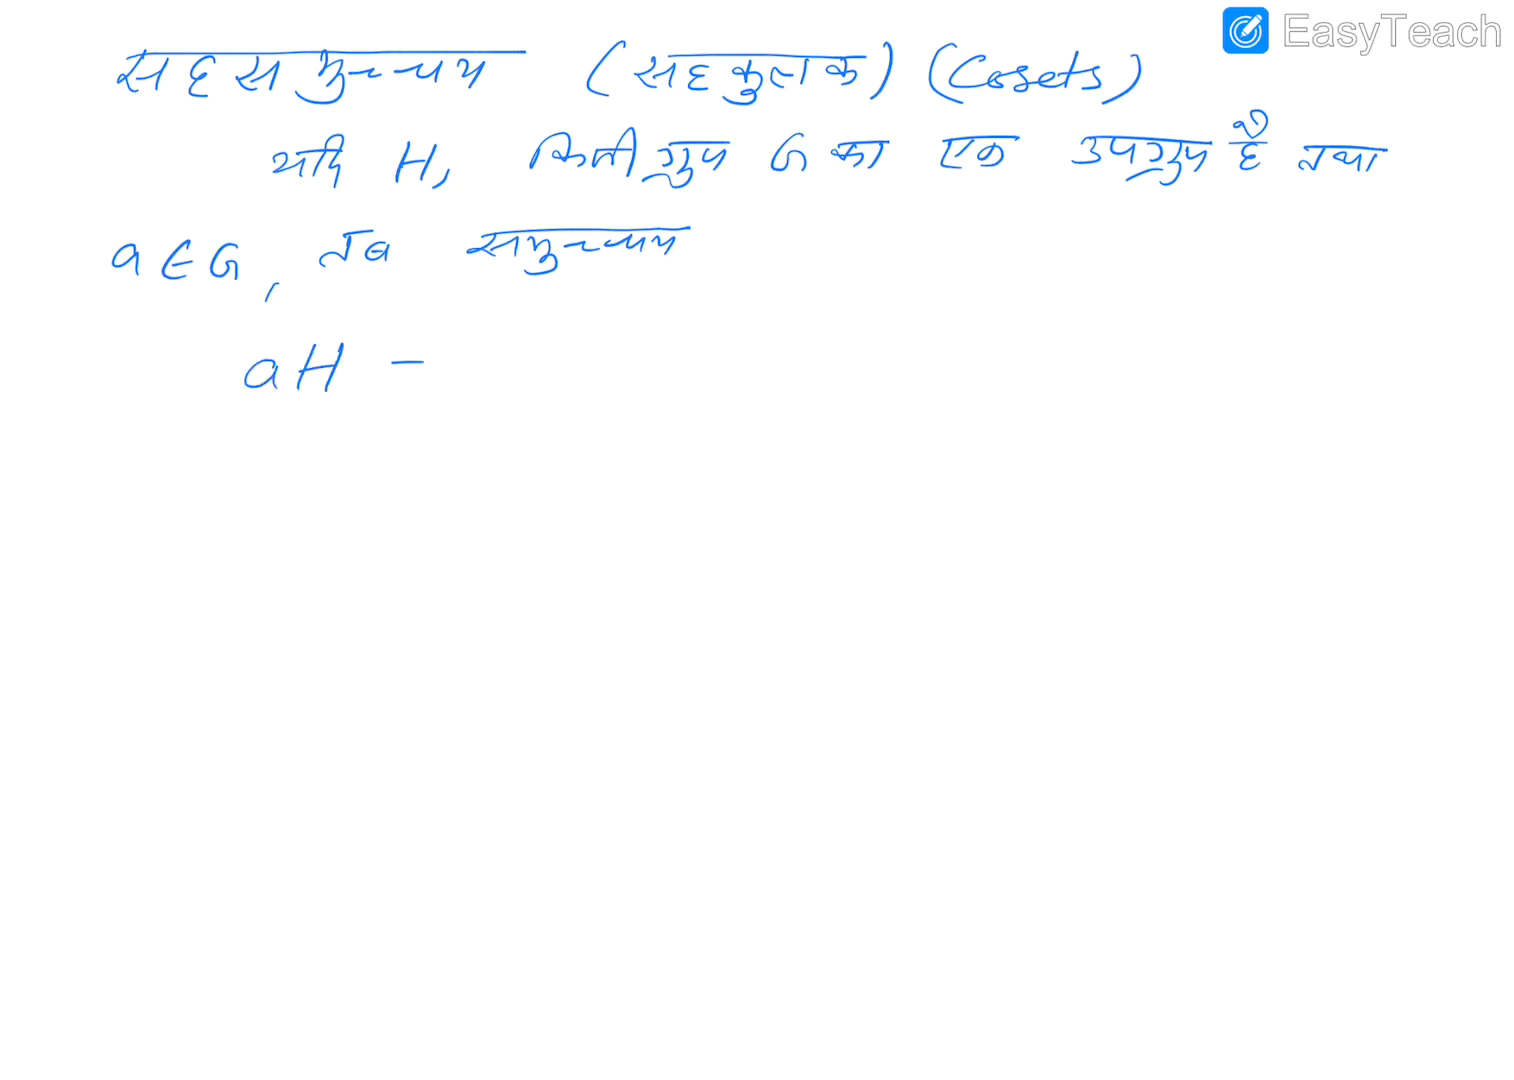 EasyTeach
सहसमुच्चय (सहकुलक) (Cosets)
यदि H, किसी ग्रुप G का एक उपग्रुप है तथा
a ∈ G, तब समुच्चय
aH -